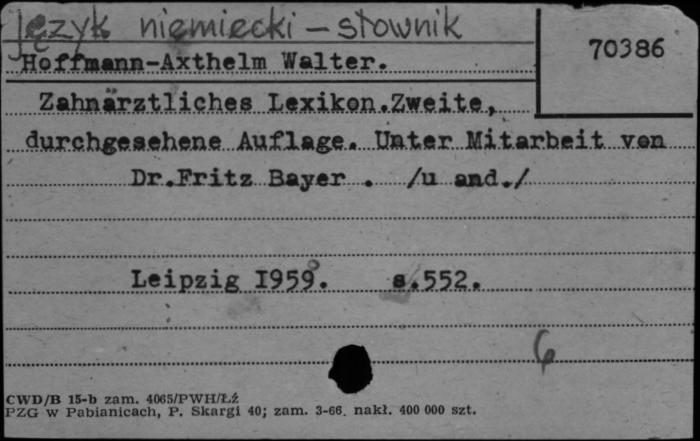 język niemiecki – słownik
70386
Hoffmann-Axthelm Walter.
Zahnärztliches Lexikon.Zweite,
durchgesehene Auflage. Unter Mitarbeit von
Dr.Fritz Bayer . /u and./
Leipzig I959. s.552.
6
CWD/B 15-b zam. 4065/PWH/Łź
PZG w Pabianicach, P. Skargi 40; zam. 3-66. nakł. 400 000 szt.